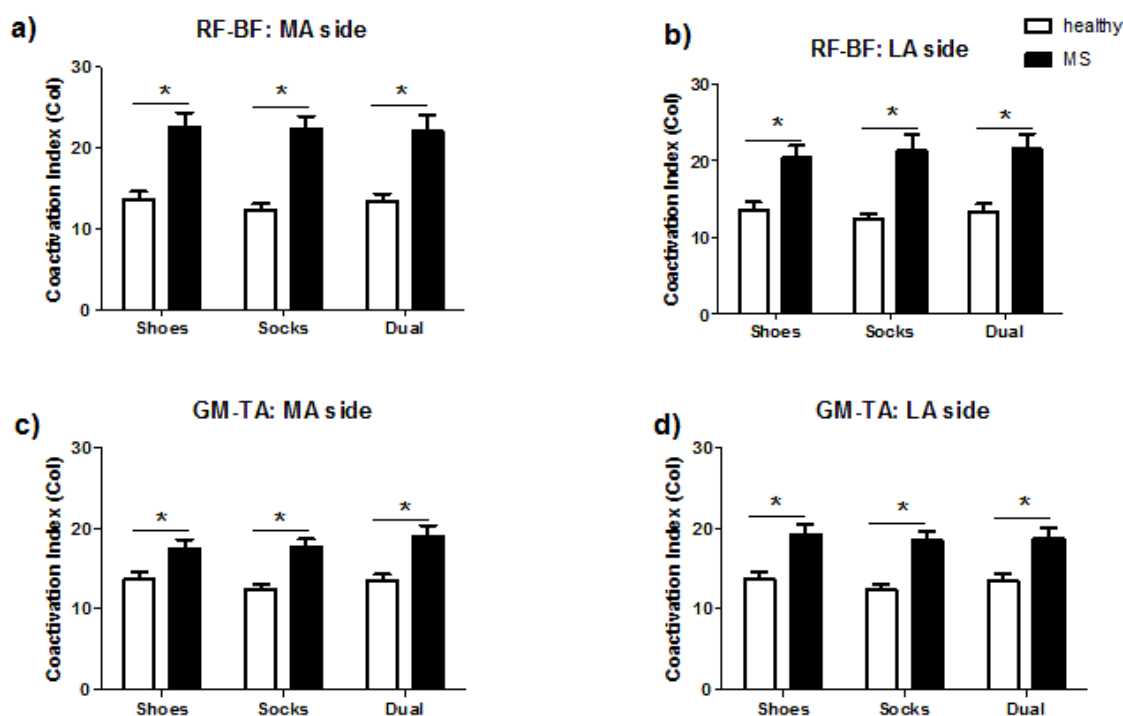 a)
RF-BF: MA side
Coactivation Index (CoI)
30
20
10
0
*
*
*
Shoes
Socks
Dual
b)
RF-BF: LA side
healthy
MS
Coactivation Index (CoI)
30
20
10
0
*
*
*
Shoes
Socks
Dual
c)
GM-TA: MA side
Coactivation Index (CoI)
30
20
10
0
*
*
*
Shoes
Socks
Dual
d)
GM-TA: LA side
Coactivation Index (CoI)
30
20
10
0
*
*
*
Shoes
Socks
Dual